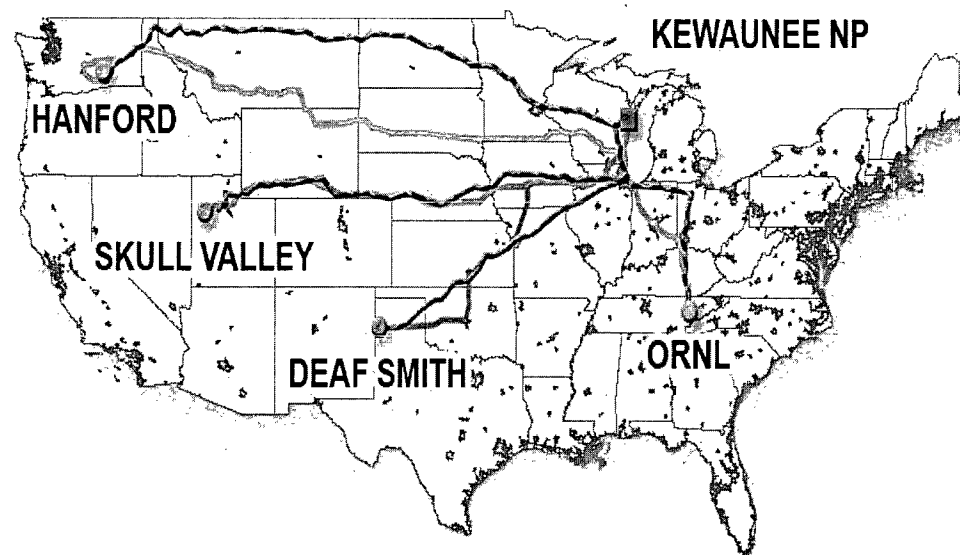 KEWAUNEE NP
HANFORD
SKULL VALLEY
DEAF SMITH
ORNL